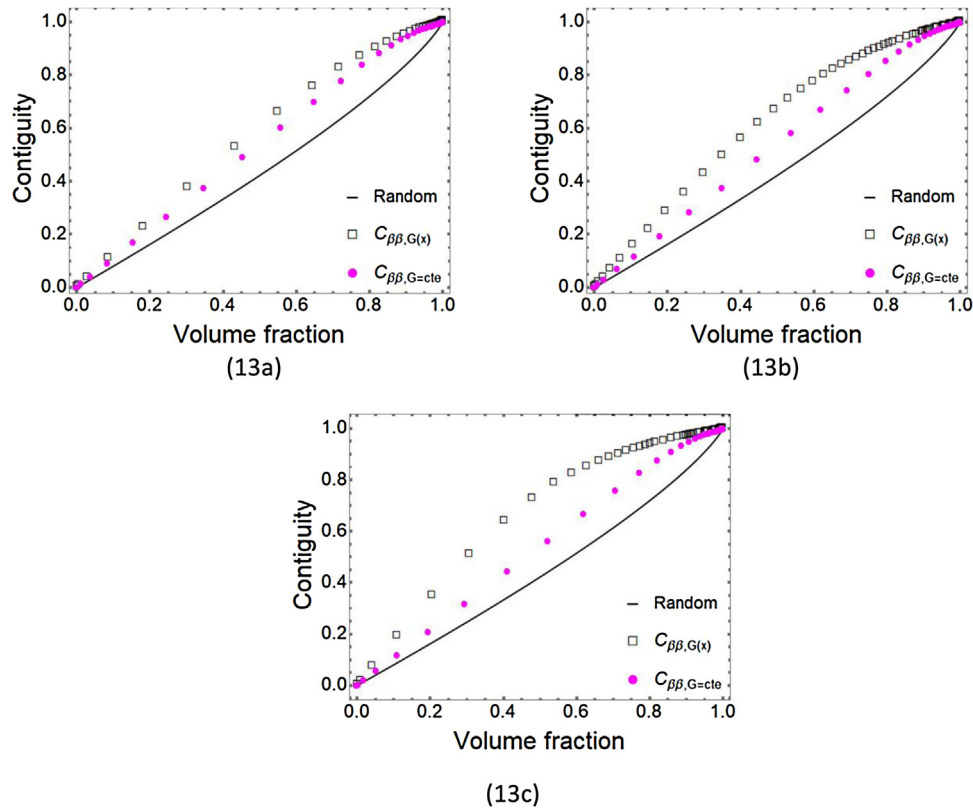 1.0
0.8
0.6
0.4
0.2
0.0
Contiguity
0.0 0.2 0.4 0.6 0.8 1.0
Volume fraction
Random
Cββ,G(x)
Cββ,G=cte
(13a)
1.0
0.8
0.6
0.4
0.2
0.0
Contiguity
0.0 0.2 0.4 0.6 0.8 1.0
Volume fraction
Random
Cββ,G(x)
Cββ,G=cte
(13b)
1.0
0.8
0.6
0.4
0.2
0.0
Contiguity
0.0 0.2 0.4 0.6 0.8 1.0
Volume fraction
Random
Cββ,G(x)
Cββ,G=cte
(13c)